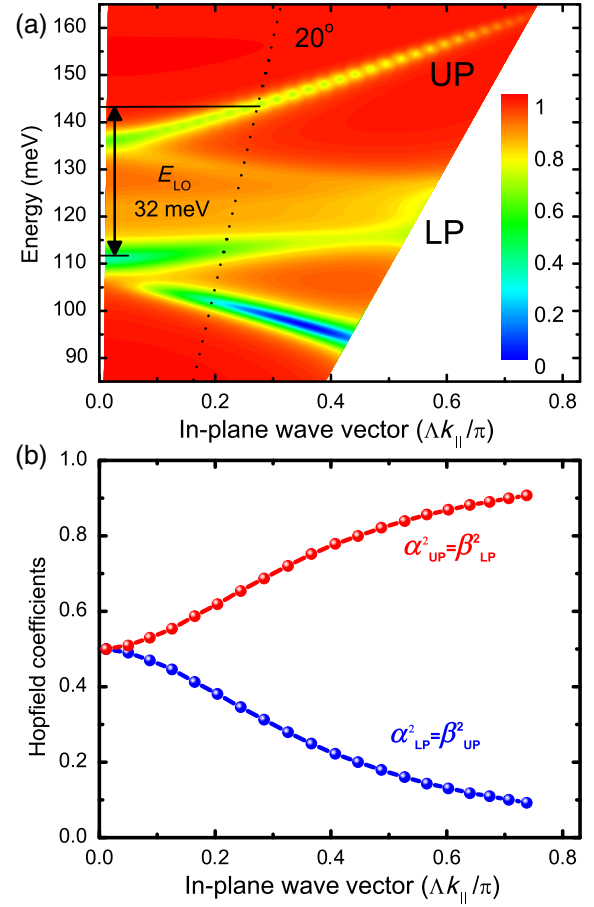 (a)
160
150
140
130
120
110
100
90
Energy (meV)
20°
UP
LP
E_LO
32 meV
1
0.8
0.6
0.4
0.2
0
0.0 0.2 0.4 0.6 0.8
In-plane wave vector (Λk_||/π)
(b)
1.0
0.8
0.6
0.4
0.2
0.0
Hopfield coefficients
α²_UP=β²_LP
α²_LP=β²_UP
0.0 0.2 0.4 0.6 0.8
In-plane wave vector (Λk_||/π)